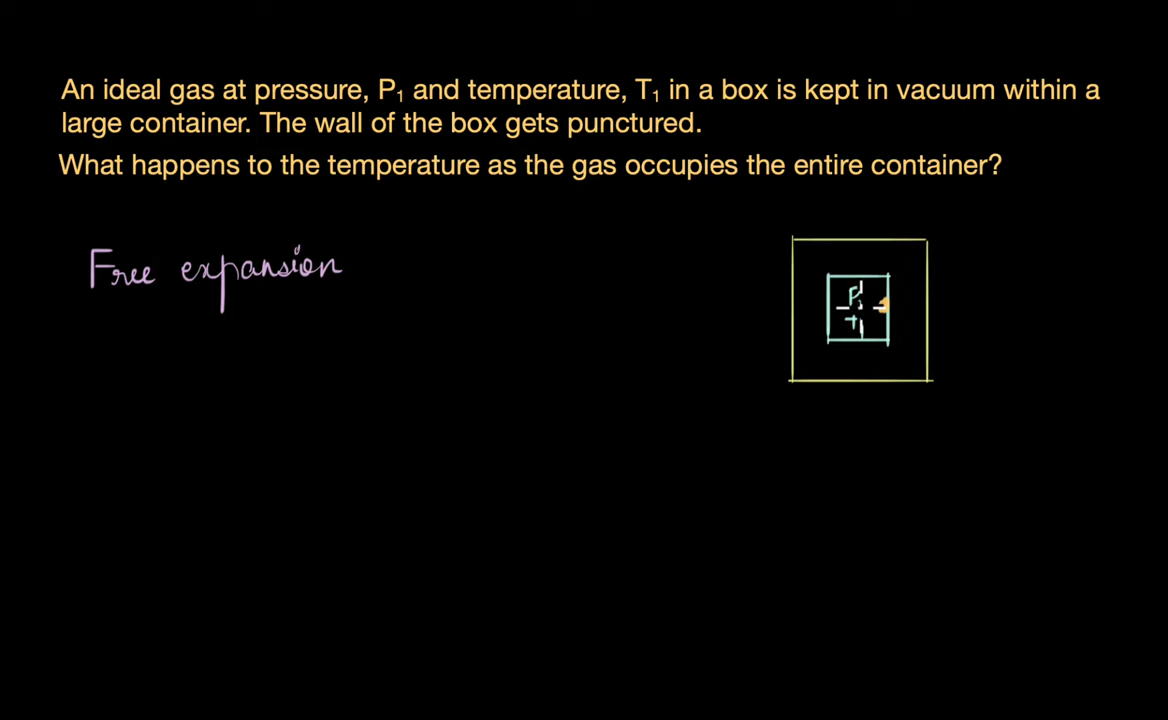 An ideal gas at pressure, P₁ and temperature, T₁ in a box is kept in vacuum within a
large container. The wall of the box gets punctured.
What happens to the temperature as the gas occupies the entire container?
Free expansion
P₁
T₁